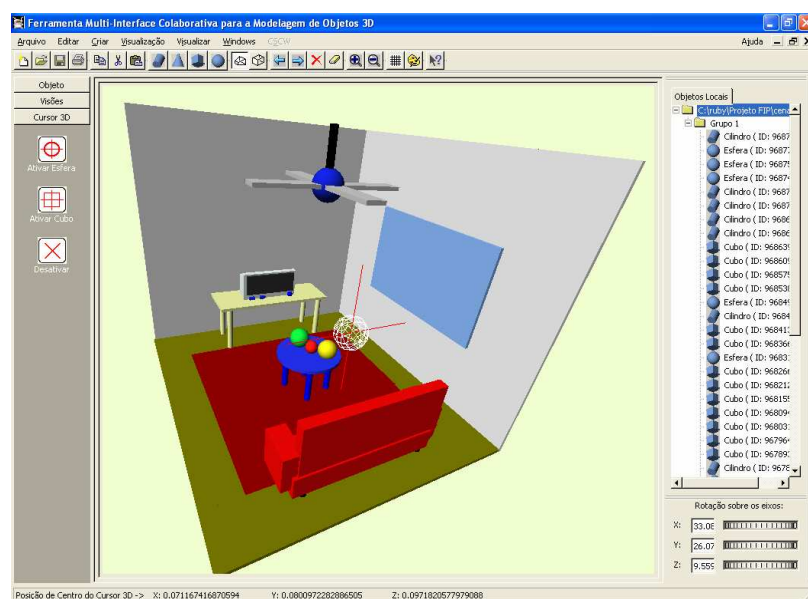 Ferramenta Multi-Interface Colaborativa para a Modelagem de Objetos 3D
Arquivo Editar Criar Visualização Visualizar Windows CSCW Ajuda
Objeto
Visões
Cursor 3D
Ativar Esfera
Ativar Cubo
Desativar
Objetos Locais
C:\ruby\Projeto FIP\cena
Grupo 1
Cilindro ( ID: 9687
Esfera ( ID: 9687
Esfera ( ID: 9687
Esfera ( ID: 9687
Cilindro ( ID: 9687
Cilindro ( ID: 9686
Cilindro ( ID: 9686
Cubo ( ID: 96863
Cubo ( ID: 96860
Cubo ( ID: 96857
Cubo ( ID: 96853
Esfera ( ID: 9684
Cilindro ( ID: 9684
Cubo ( ID: 96841
Cubo ( ID: 96836
Esfera ( ID: 9683
Cubo ( ID: 96826
Cubo ( ID: 96821
Cubo ( ID: 96815
Cubo ( ID: 96809
Cubo ( ID: 96803
Cubo ( ID: 96796
Cubo ( ID: 96789
Cilindro ( ID: 9678
Rotação sobre os eixos:
X: 33.08
Y: 26.07
Z: 9.559
Posição de Centro do Cursor 3D -> X: 0.071167416870594 Y: 0.0800972282886505 Z: 0.0971820577979088